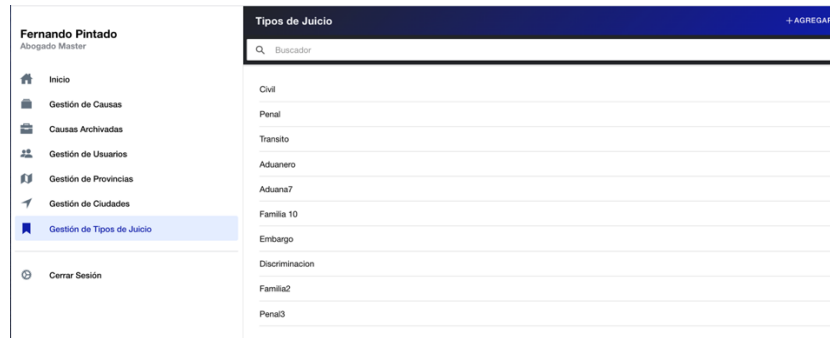 Fernando Pintado
Abogado Master
Inicio
Gestión de Causas
Causas Archivadas
Gestión de Usuarios
Gestión de Provincias
Gestión de Ciudades
Gestión de Tipos de Juicio
Cerrar Sesión
Tipos de Juicio
+AGREGAR
Buscador
Civil
Penal
Transito
Aduanero
Aduana7
Familia 10
Embargo
Discriminacion
Familia2
Penal3